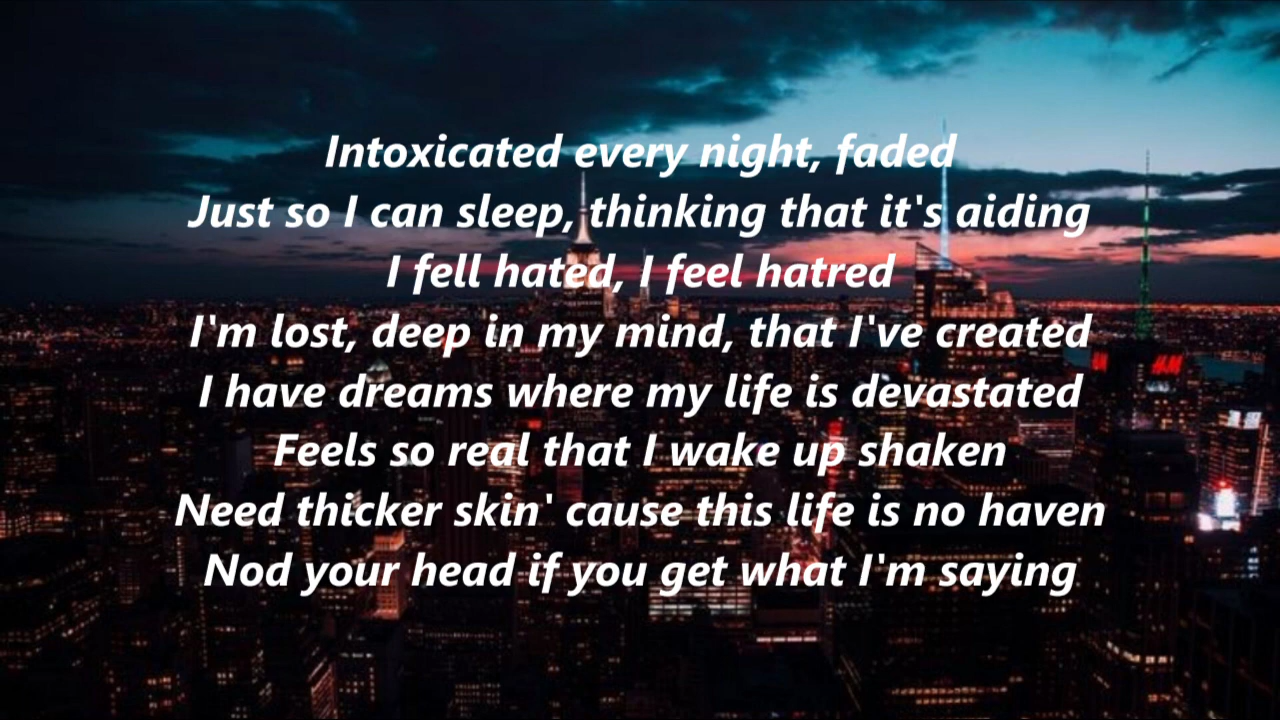 Intoxicated every night, faded
Just so I can sleep, thinking that it's aiding
I fell hated, I feel hatred
I'm lost, deep in my mind, that I've created
I have dreams where my life is devastated
Feels so real that I wake up shaken
Need thicker skin' cause this life is no haven
Nod your head if you get what I'm saying
H&M